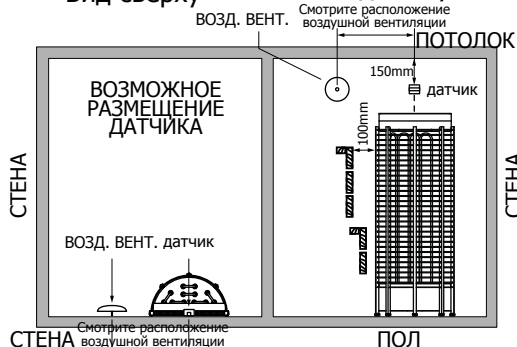 Вид сверху
Смотрите расположение
воздушной вентиляции
ВОЗД. ВЕНТ.
ПОТОЛОК
150mm
датчик
100mm
ВОЗМОЖНОЕ
РАЗМЕЩЕНИЕ
ДАТЧИКА
СТЕНА
СТЕНА
ВОЗД. ВЕНТ. датчик
СТЕНА
Смотрите расположение
воздушной вентиляции
ПОЛ